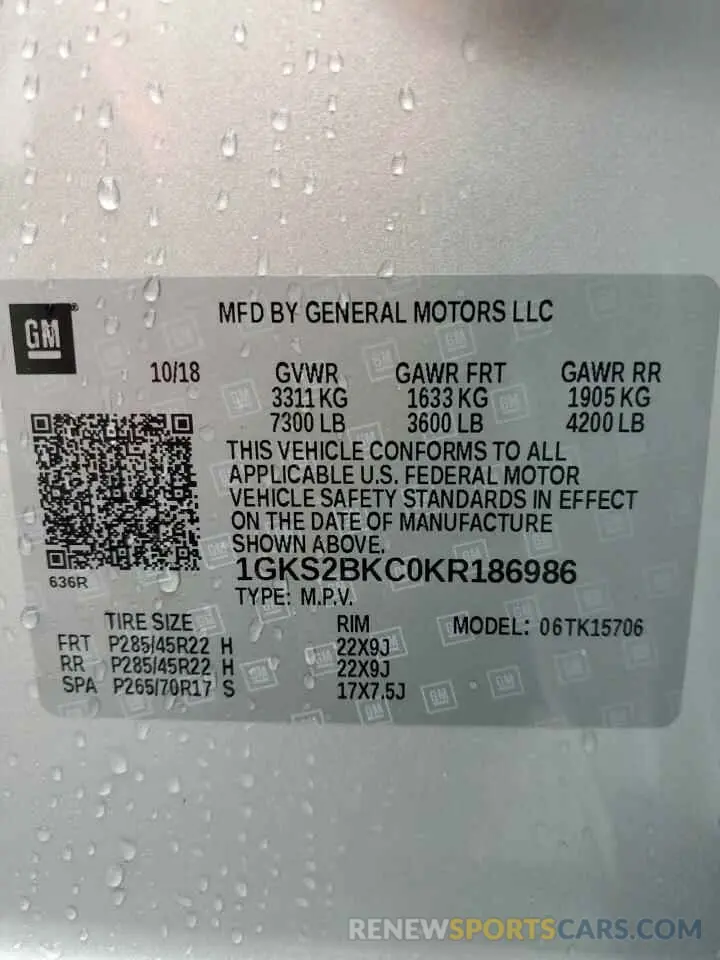 GM
MFD BY GENERAL MOTORS LLC
10/18 GVWR GAWR FRT GAWR RR
3311 KG 1633 KG 1905 KG
7300 LB 3600 LB 4200 LB
THIS VEHICLE CONFORMS TO ALL
APPLICABLE U.S. FEDERAL MOTOR
VEHICLE SAFETY STANDARDS IN EFFECT
ON THE DATE OF MANUFACTURE
SHOWN ABOVE.
636R
1GKS2BKC0KR186986
TYPE: M.P.V.
TIRE SIZE RIM MODEL: 06TK15706
FRT P285/45R22 H 22X9J
RR P285/45R22 H 22X9J
SPA P265/70R17 S 17X7.5J
RENEWSPORTSCARS.COM